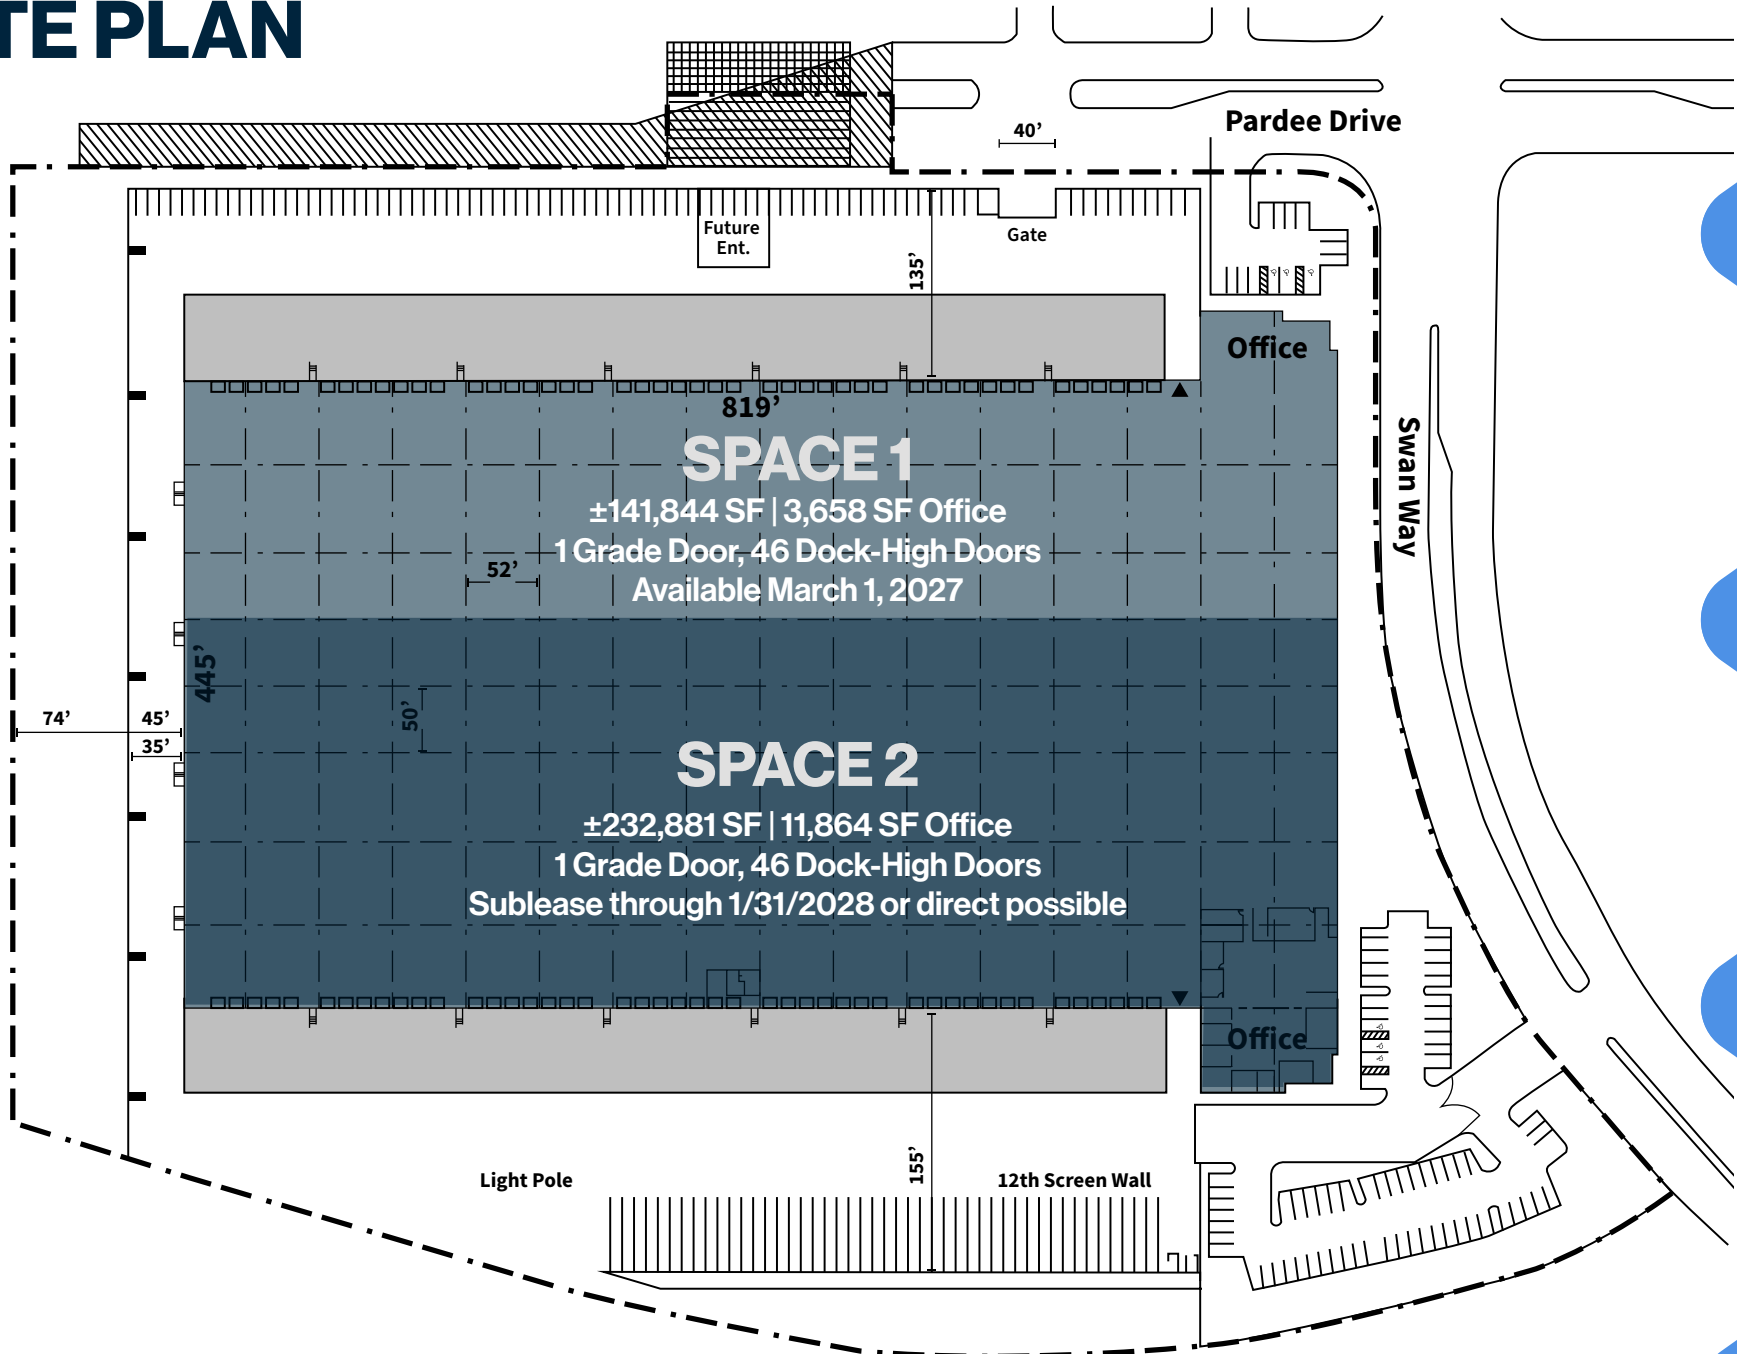 TE PLAN
Pardee Drive
40’
Future
Ent.
Gate
135’
Office
819’
SPACE 1
±141,844 SF | 3,658 SF Office
1 Grade Door, 46 Dock-High Doors
Available March 1, 2027
52’
Swan Way
445’
50’
74’
45’
35’
SPACE 2
±232,881 SF | 11,864 SF Office
1 Grade Door, 46 Dock-High Doors
Sublease through 1/31/2028 or direct possible
Office
155’
Light Pole
12th Screen Wall